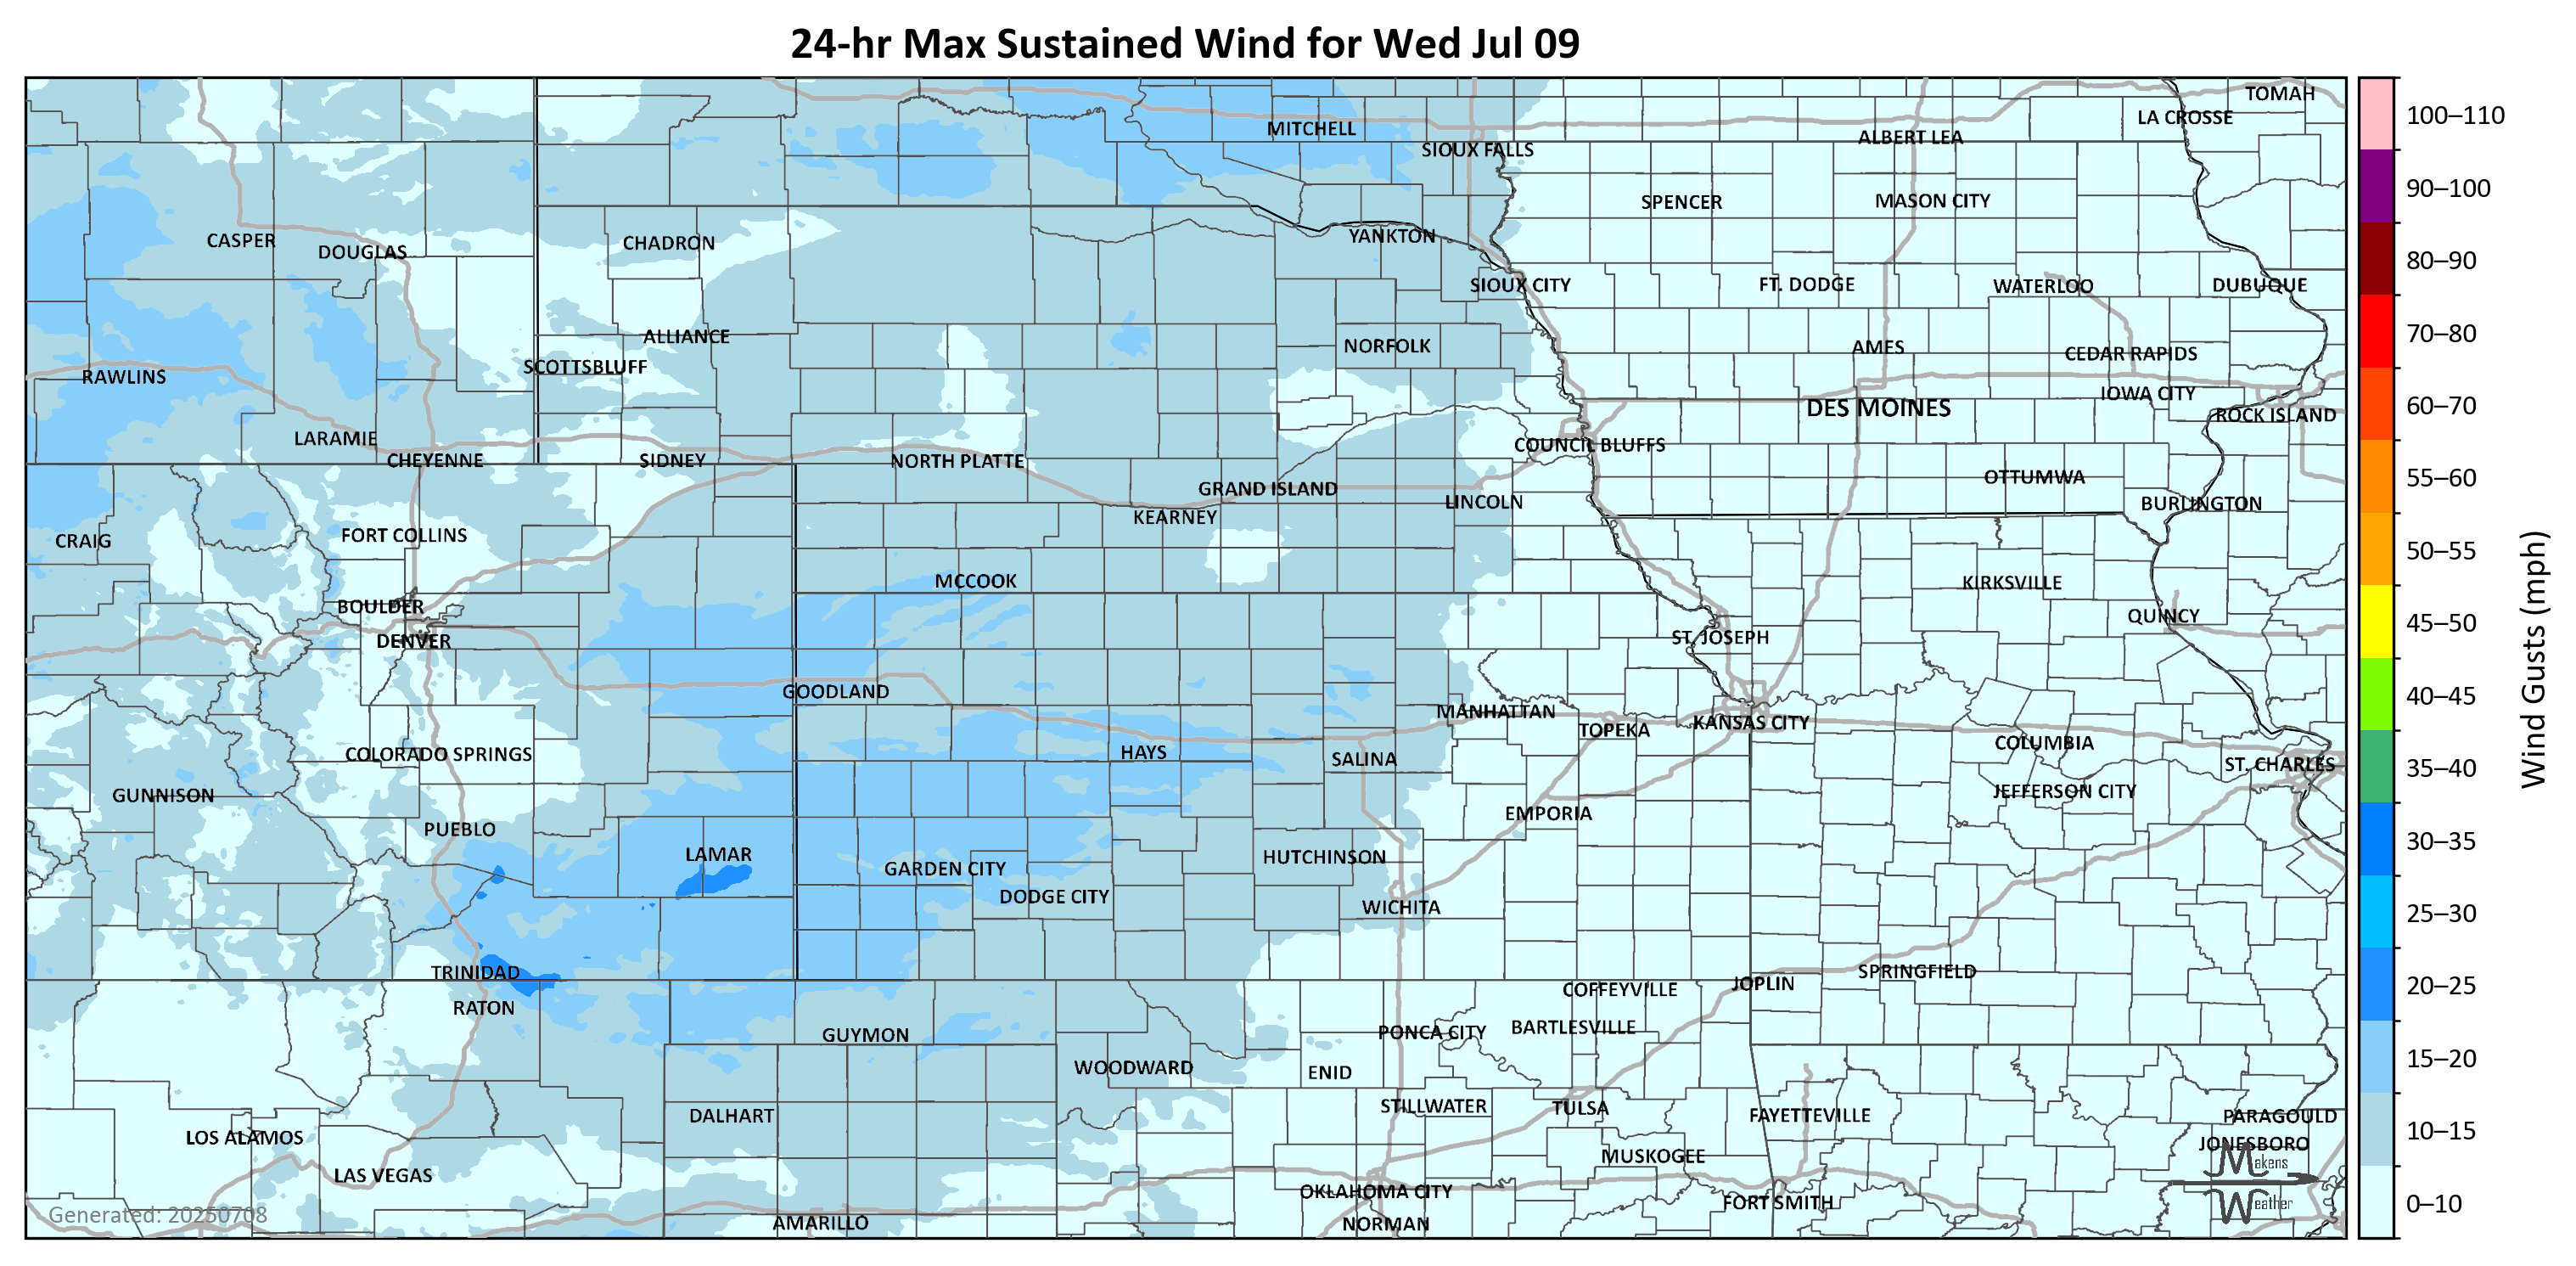 24-hr Max Sustained Wind for Wed Jul 09
TOMAH
LA CROSSE
MITCHELL
ALBERT LEA
SIOUX FALLS
SPENCER
MASON CITY
CASPER
DOUGLAS
CHADRON
YANKTON
SIOUX CITY
FT. DODGE
WATERLOO
DUBUQUE
ALLIANCE
NORFOLK
AMES
CEDAR RAPIDS
SCOTTSBLUFF
RAWLINS
IOWA CITY
DES MOINES
ROCK ISLAND
LARAMIE
COUNCIL BLUFFS
CHEYENNE
SIDNEY
NORTH PLATTE
OTTUMWA
GRAND ISLAND
LINCOLN
BURLINGTON
KEARNEY
FORT COLLINS
CRAIG
MCCOOK
KIRKSVILLE
BOULDER
QUINCY
DENVER
ST. JOSEPH
GOODLAND
MANHATTAN
TOPEKA
KANSAS CITY
COLUMBIA
COLORADO SPRINGS
HAYS
SALINA
ST. CHARLES
GUNNISON
JEFFERSON CITY
EMPORIA
PUEBLO
LAMAR
HUTCHINSON
GARDEN CITY
DODGE CITY
WICHITA
TRINIDAD
SPRINGFIELD
JOPLIN
COFFEYVILLE
RATON
GUYMON
PONCA CITY
BARTLESVILLE
WOODWARD
ENID
STILLWATER
TULSA
DALHART
FAYETTEVILLE
PARAGOULD
LOS ALAMOS
JONESBORO
MUSKOGEE
LAS VEGAS
OKLAHOMA CITY
FORT SMITH
AMARILLO
NORMAN
Generated: 20250708
Makens
Weather
100–110
90–100
80–90
70–80
60–70
55–60
50–55
45–50
40–45
35–40
30–35
25–30
20–25
15–20
10–15
0–10
Wind Gusts (mph)